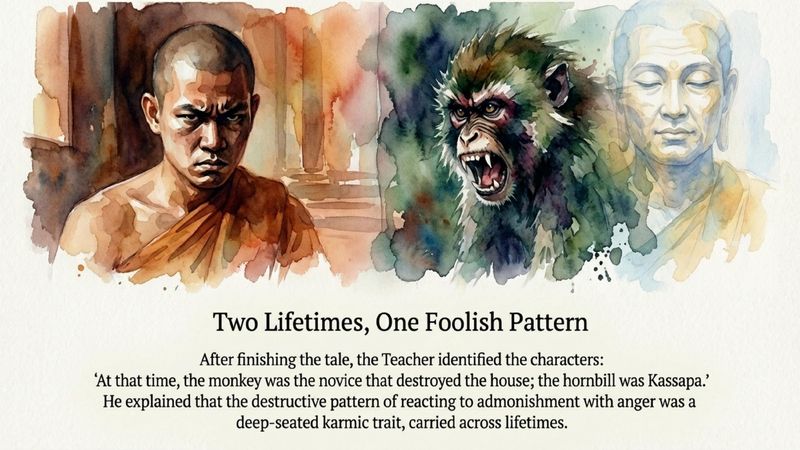 Two Lifetimes, One Foolish Pattern
After finishing the tale, the Teacher identified the characters:
‘At that time, the monkey was the novice that destroyed the house; the hornbill was Kassapa.’
He explained that the destructive pattern of reacting to admonishment with anger was a
deep-seated karmic trait, carried across lifetimes.